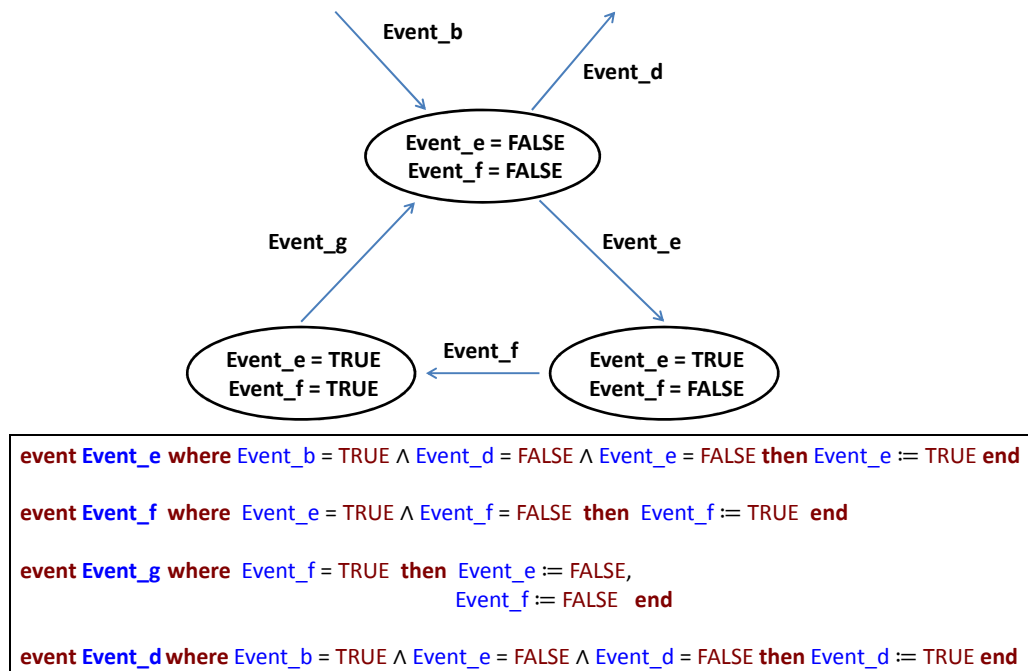 Event_b
Event_d
Event_e = FALSE
Event_f = FALSE
Event_g
Event_e
Event_f
Event_e = TRUE
Event_f = TRUE
Event_e = TRUE
Event_f = FALSE
event Event_e where Event_b = TRUE ∧ Event_d = FALSE ∧ Event_e = FALSE then Event_e ≔ TRUE end
event Event_f where Event_e = TRUE ∧ Event_f = FALSE then Event_f ≔ TRUE end
event Event_g where Event_f = TRUE then Event_e ≔ FALSE,
Event_f ≔ FALSE end
event Event_d where Event_b = TRUE ∧ Event_e = FALSE ∧ Event_d = FALSE then Event_d ≔ TRUE end